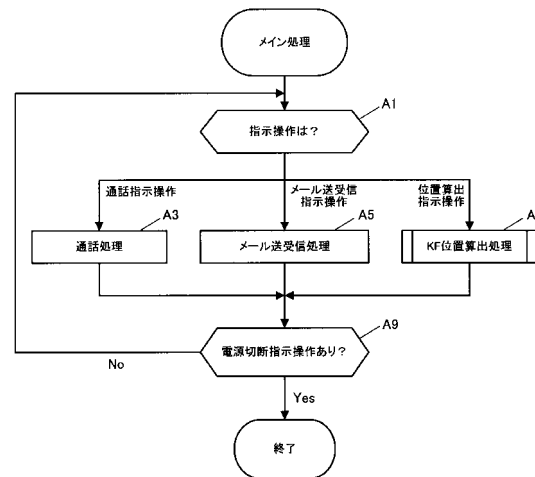 メイン処理
A1
指示操作は？
通話指示操作
メール送受信
指示操作
位置算出
指示操作
A3
A5
A
通話処理
メール送受信処理
KF位置算出処理
A9
電源切断指示操作あり？
No
Yes
終了